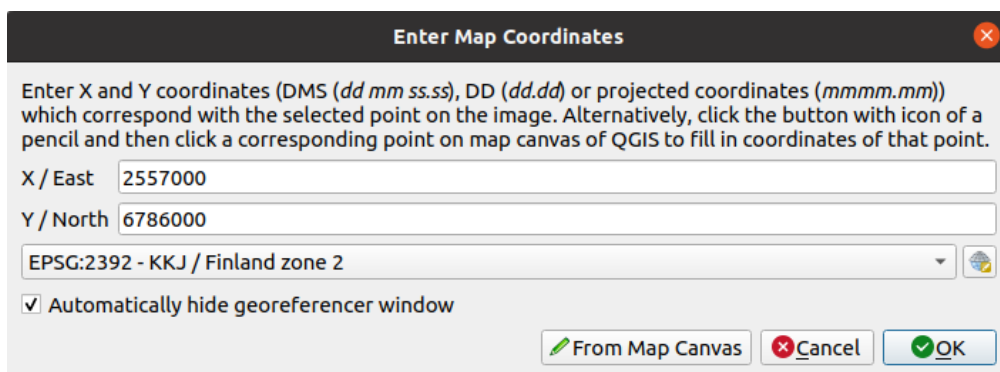 Enter Map Coordinates
Enter X and Y coordinates (DMS (dd mm ss.ss), DD (dd.dd) or projected coordinates (mmmm.mm))
which correspond with the selected point on the image. Alternatively, click the button with icon of a
pencil and then click a corresponding point on map canvas of QGIS to fill in coordinates of that point.
X / East 2557000
Y / North 6786000
EPSG:2392 - KKJ / Finland zone 2
Automatically hide georeferencer window
From Map Canvas Cancel OK